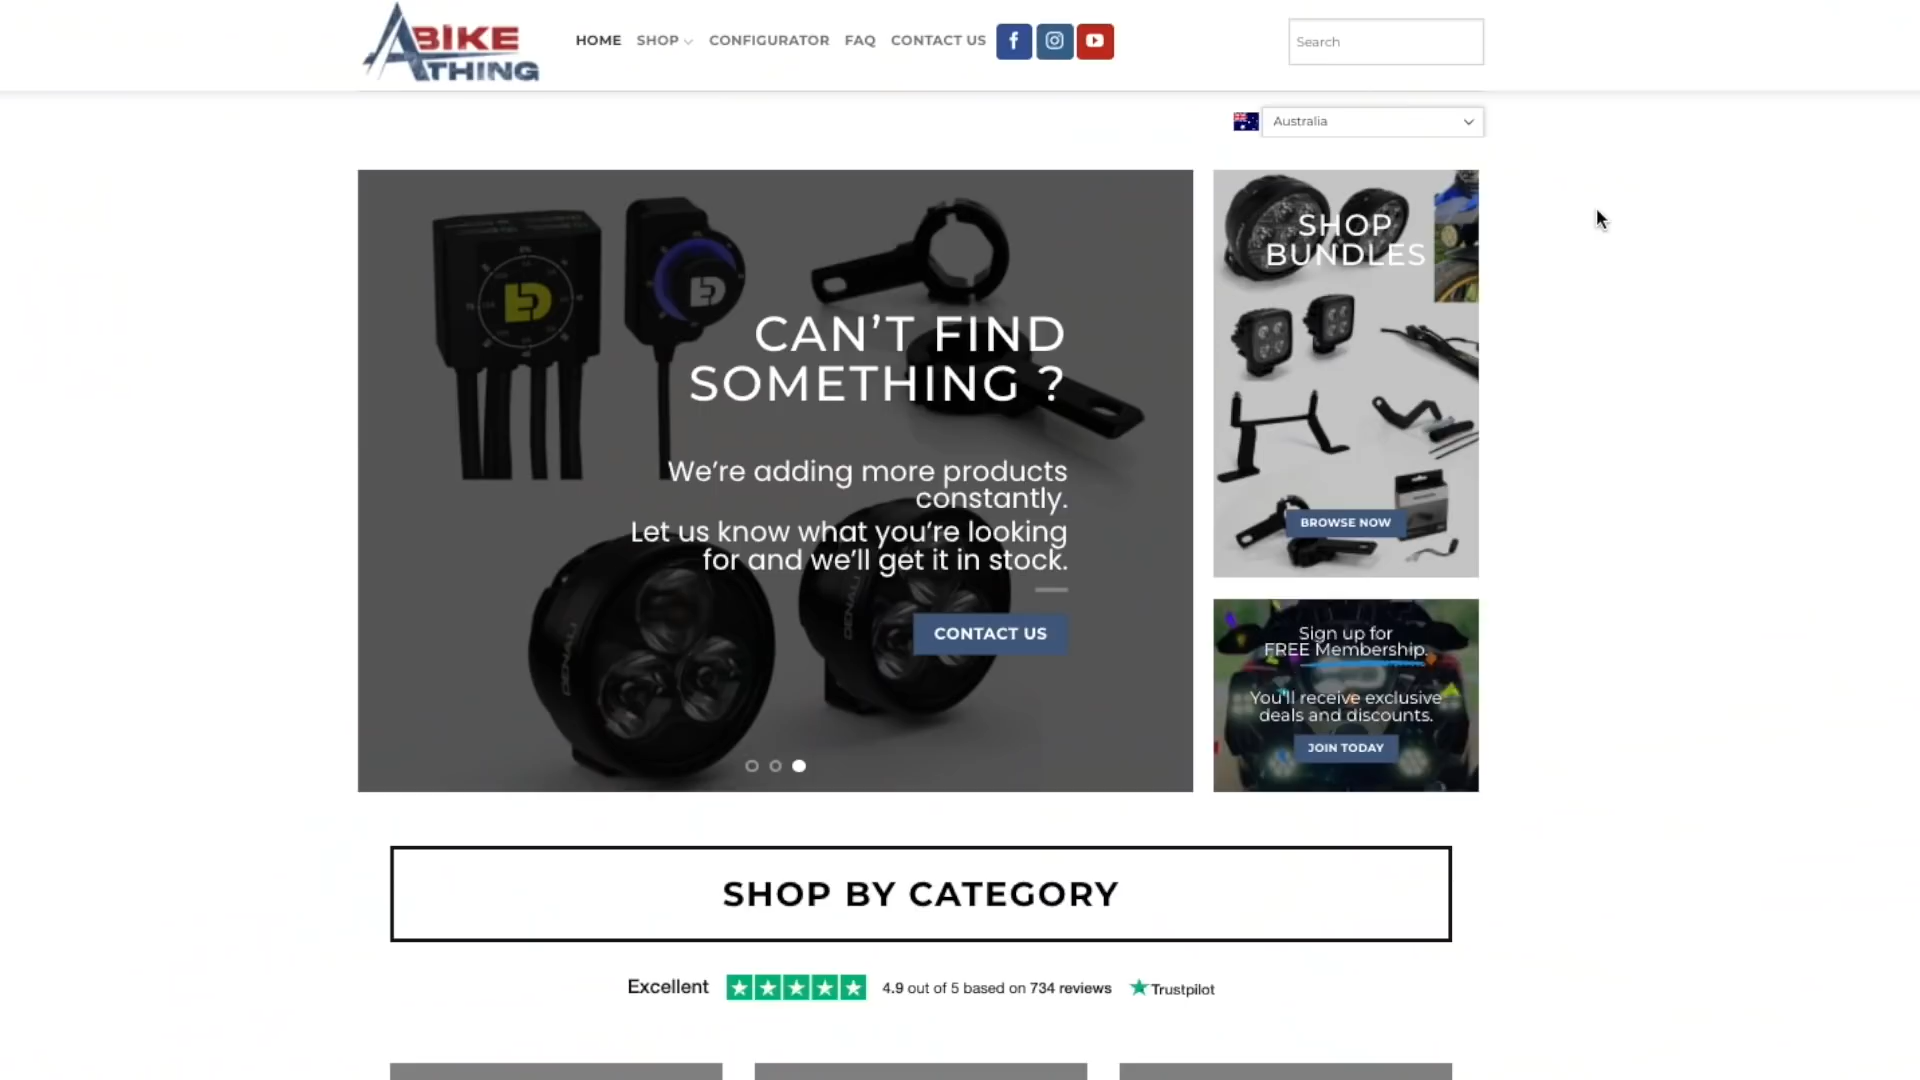 ABIKE
THING
HOME
SHOP
CONFIGURATOR
FAQ
CONTACT US
Search
Australia
CAN’T FIND
SOMETHING ?
We’re adding more products
constantly.
Let us know what you’re looking
for and we’ll get it in stock.
CONTACT US
DENALI
DENALI
SHOP
BUNDLES
BROWSE NOW
Sign up for
FREE Membership.
You'll receive exclusive
deals and discounts.
JOIN TODAY
SHOP BY CATEGORY
Excellent
4.9 out of 5 based on 734 reviews
Trustpilot